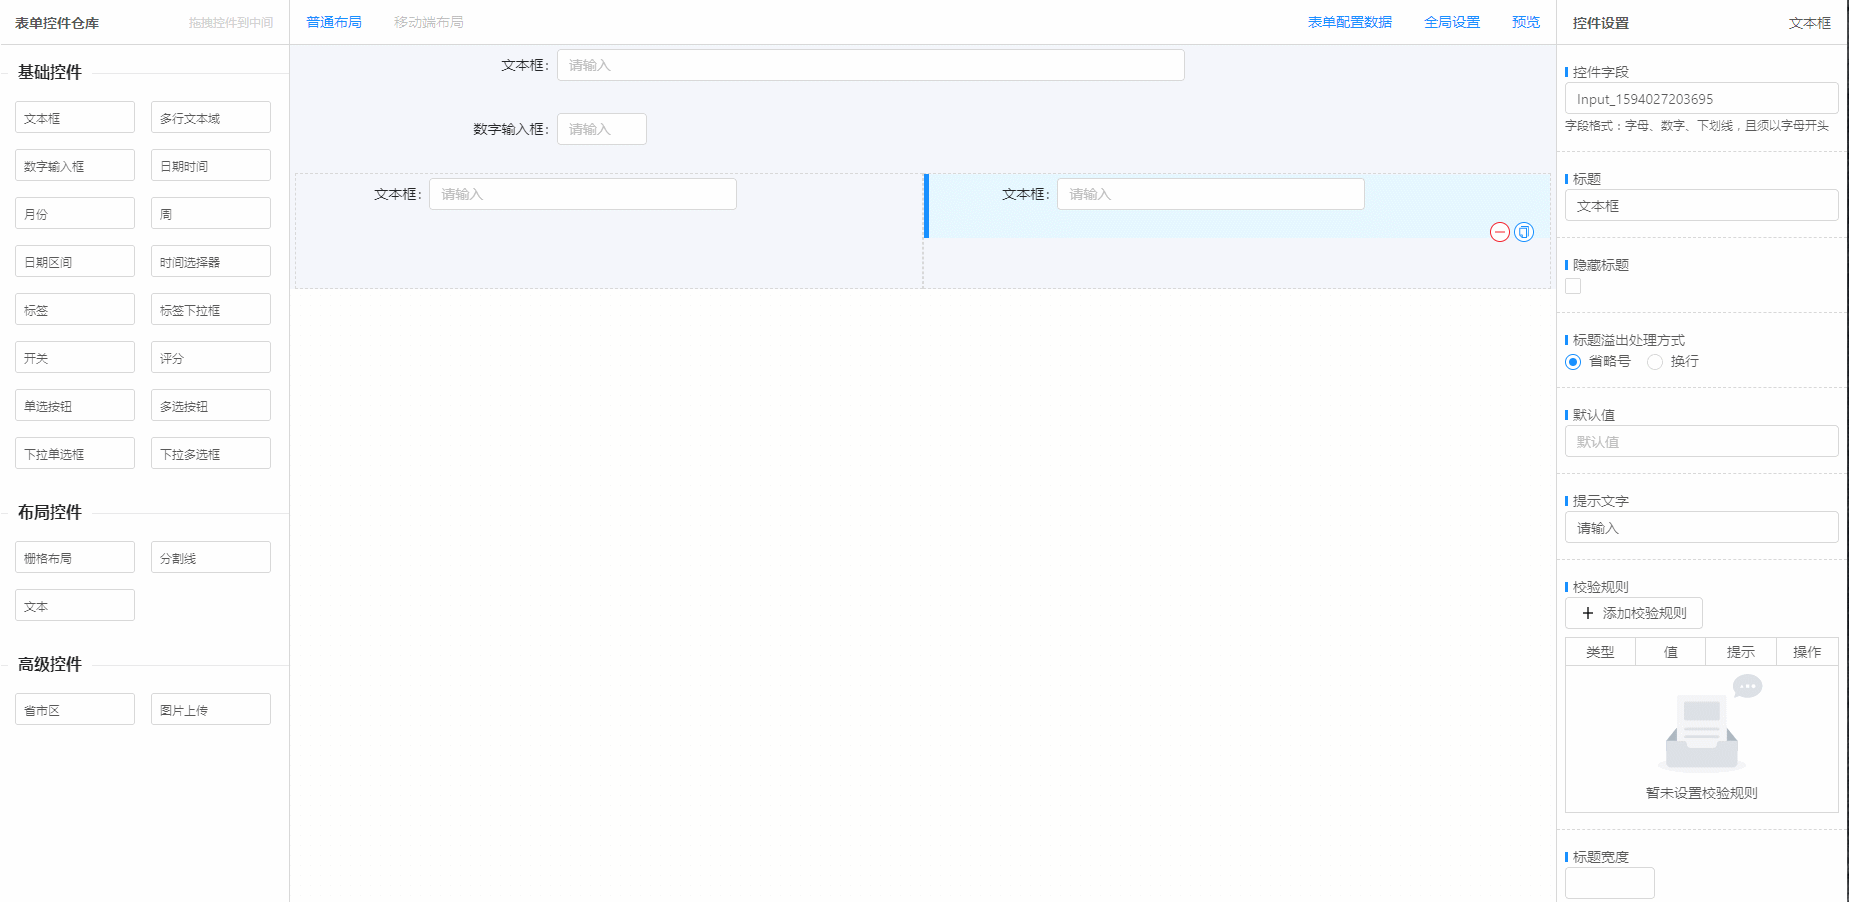 表单控件仓库 拖拽控件到中间
基础控件
文本框 多行文本域
数字输入框 日期时间
月份 周
日期区间 时间选择器
标签 标签下拉框
开关 评分
单选按钮 多选按钮
下拉单选框 下拉多选框
布局控件
栅格布局 分割线
文本
高级控件
省市区 图片上传
普通布局 移动端布局 表单配置数据 全局设置 预览
文本框: 请输入
数字输入框: 请输入
文本框: 请输入 文本框: 请输入
控件设置 文本框
控件字段
Input_1594027203695
字段格式：字母、数字、下划线，且须以字母开头
标题
文本框
隐藏标题
标题溢出处理方式
省略号 换行
默认值
默认值
提示文字
请输入
校验规则
+ 添加校验规则
类型 值 提示 操作
暂未设置校验规则
标题宽度